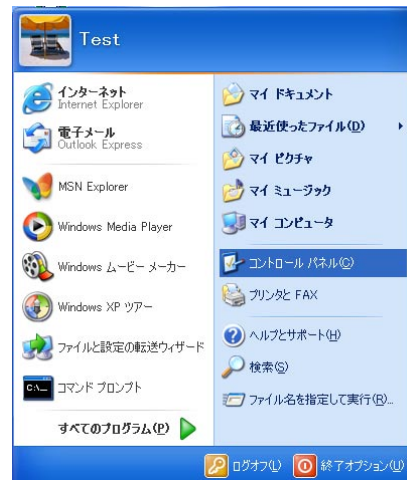 Test
インターネット
Internet Explorer
電子メール
Outlook Express
MSN Explorer
Windows Media Player
Windows ムービー メーカー
Windows XP ツアー
ファイルと設定の転送ウィザード
C:\_
コマンド プロンプト
すべてのプログラム(P)
マイ ドキュメント
最近使ったファイル(D)
マイ ピクチャ
マイ ミュージック
マイ コンピュータ
コントロール パネル(C)
プリンタと FAX
ヘルプとサポート(H)
検索(S)
ファイル名を指定して実行(R)...
ログオフ(L)
終了オプション(U)